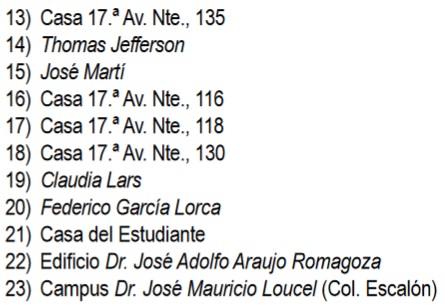 13) Casa 17.ª Av. Nte., 135
14) Thomas Jefferson
15) José Martí
16) Casa 17.ª Av. Nte., 116
17) Casa 17.ª Av. Nte., 118
18) Casa 17.ª Av. Nte., 130
19) Claudia Lars
20) Federico García Lorca
21) Casa del Estudiante
22) Edificio Dr. José Adolfo Araujo Romagoza
23) Campus Dr. José Mauricio Loucel (Col. Escalón)